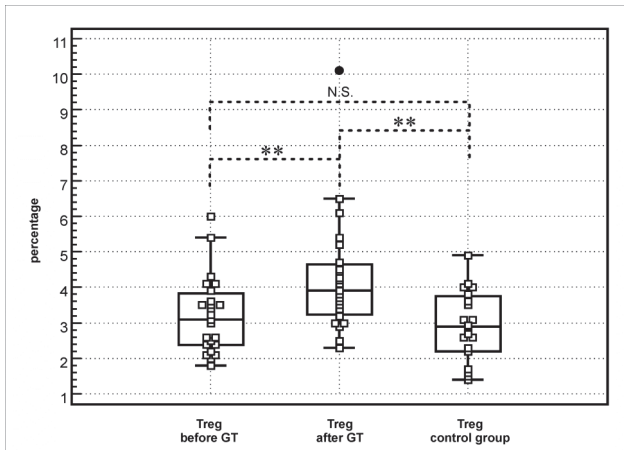 11
10
9
8
7
6
5
4
3
2
1
percentage
N.S.
**
**
Treg
before GT
Treg
after GT
Treg
control group